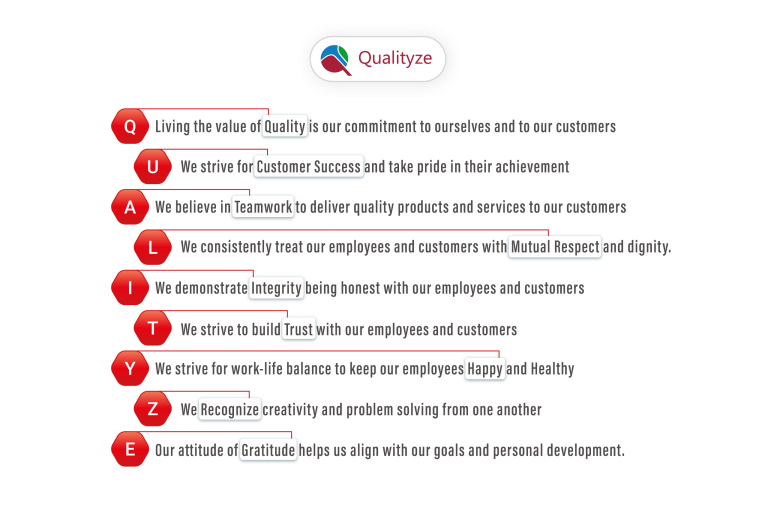 Qualityze
Q Living the value of Quality is our commitment to ourselves and to our customers
U We strive for Customer Success and take pride in their achievement
A We believe in Teamwork to deliver quality products and services to our customers
L We consistently treat our employees and customers with Mutual Respect and dignity.
I We demonstrate Integrity being honest with our employees and customers
T We strive to build Trust with our employees and customers
Y We strive for work-life balance to keep our employees Happy and Healthy
Z We Recognize creativity and problem solving from one another
E Our attitude of Gratitude helps us align with our goals and personal development.